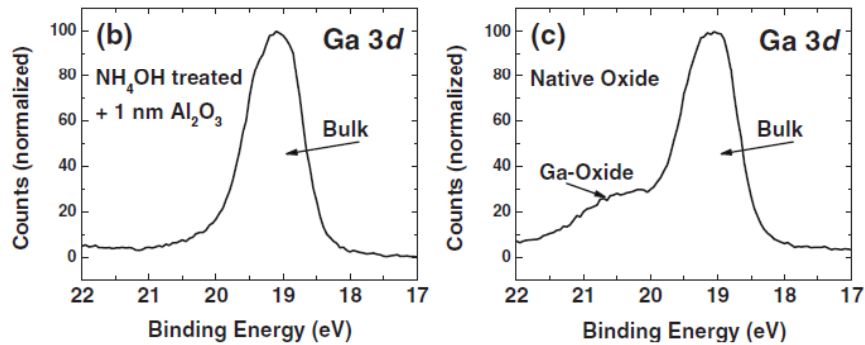 (b) Ga 3d
NH₄OH treated
+ 1 nm Al₂O₃
Bulk
Counts (normalized)
100
80
60
40
20
0
22 21 20 19 18 17
Binding Energy (eV)
(c) Ga 3d
Native Oxide
Bulk
Ga-Oxide
Counts (normalized)
100
80
60
40
20
0
22 21 20 19 18 17
Binding Energy (eV)